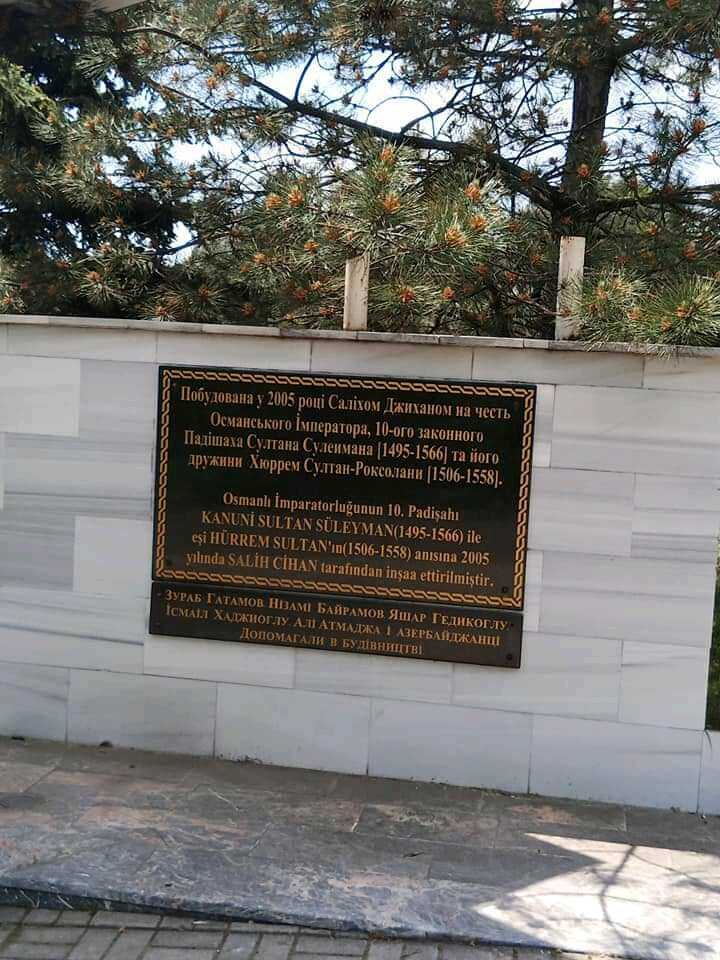 Побудована у 2005 році Саліхом Джиханом на честь
Османського Імператора, 10-ого законного
Падішаха Султана Сулеимана [1495-1566] та його
дружини Хюррем Султан-Роксолани [1506-1558].
Osmanlı İmparatorluğunun 10. Padişahı
KANUNİ SULTAN SÜLEYMAN(1495-1566) ile
eşi HÜRREM SULTAN'ın(1506-1558) anısına 2005
yılında SALİH CİHAN tarafından inşaa ettirilmiştir.
Зураб Гатамов Нізамі Байрамов Яшар Гедикоглу
Ісмаіл Хаджиоглу Алі Атмаджа і азербайджанці
Допомагали в будівництві